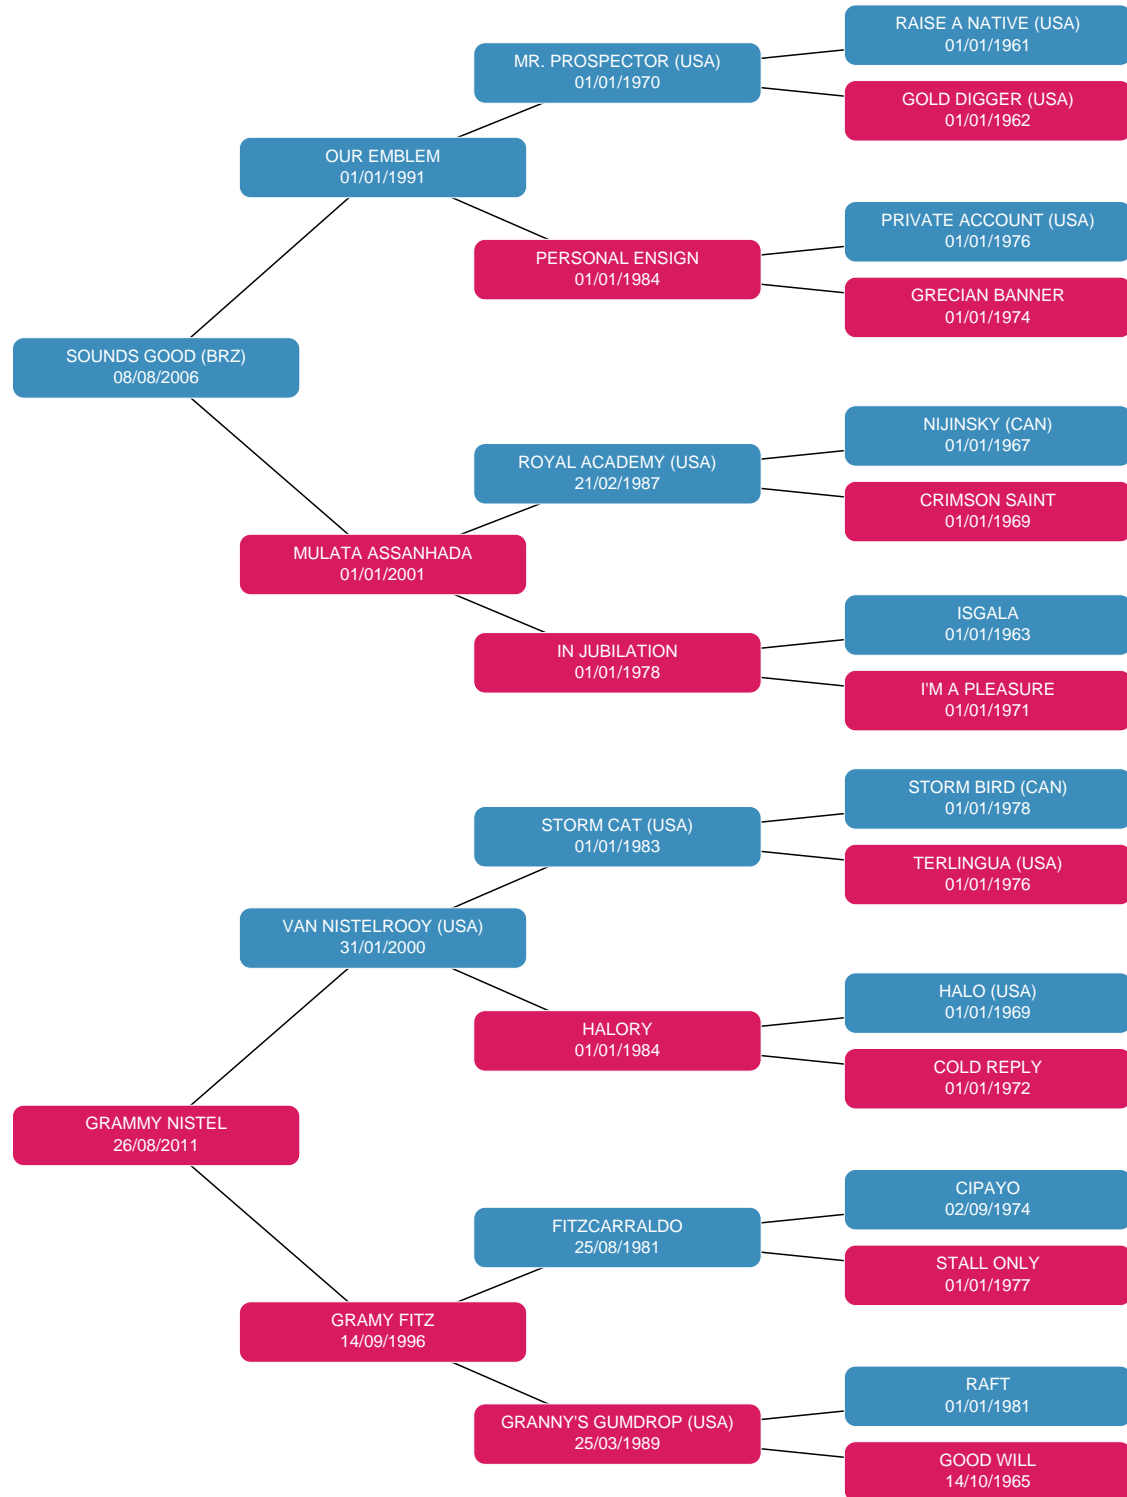 RAISE A NATIVE (USA)
01/01/1961
MR. PROSPECTOR (USA)
01/01/1970
GOLD DIGGER (USA)
01/01/1962
OUR EMBLEM
01/01/1991
PRIVATE ACCOUNT (USA)
01/01/1976
PERSONAL ENSIGN
01/01/1984
GRECIAN BANNER
01/01/1974
SOUNDS GOOD (BRZ)
08/08/2006
NIJINSKY (CAN)
01/01/1967
ROYAL ACADEMY (USA)
21/02/1987
CRIMSON SAINT
01/01/1969
MULATA ASSANHADA
01/01/2001
ISGALA
01/01/1963
IN JUBILATION
01/01/1978
I'M A PLEASURE
01/01/1971
STORM BIRD (CAN)
01/01/1978
STORM CAT (USA)
01/01/1983
TERLINGUA (USA)
01/01/1976
VAN NISTELROOY (USA)
31/01/2000
HALO (USA)
01/01/1969
HALORY
01/01/1984
COLD REPLY
01/01/1972
GRAMMY NISTEL
26/08/2011
CIPAYO
02/09/1974
FITZCARRALDO
25/08/1981
STALL ONLY
01/01/1977
GRAMY FITZ
14/09/1996
RAFT
01/01/1981
GRANNY'S GUMDROP (USA)
25/03/1989
GOOD WILL
14/10/1965